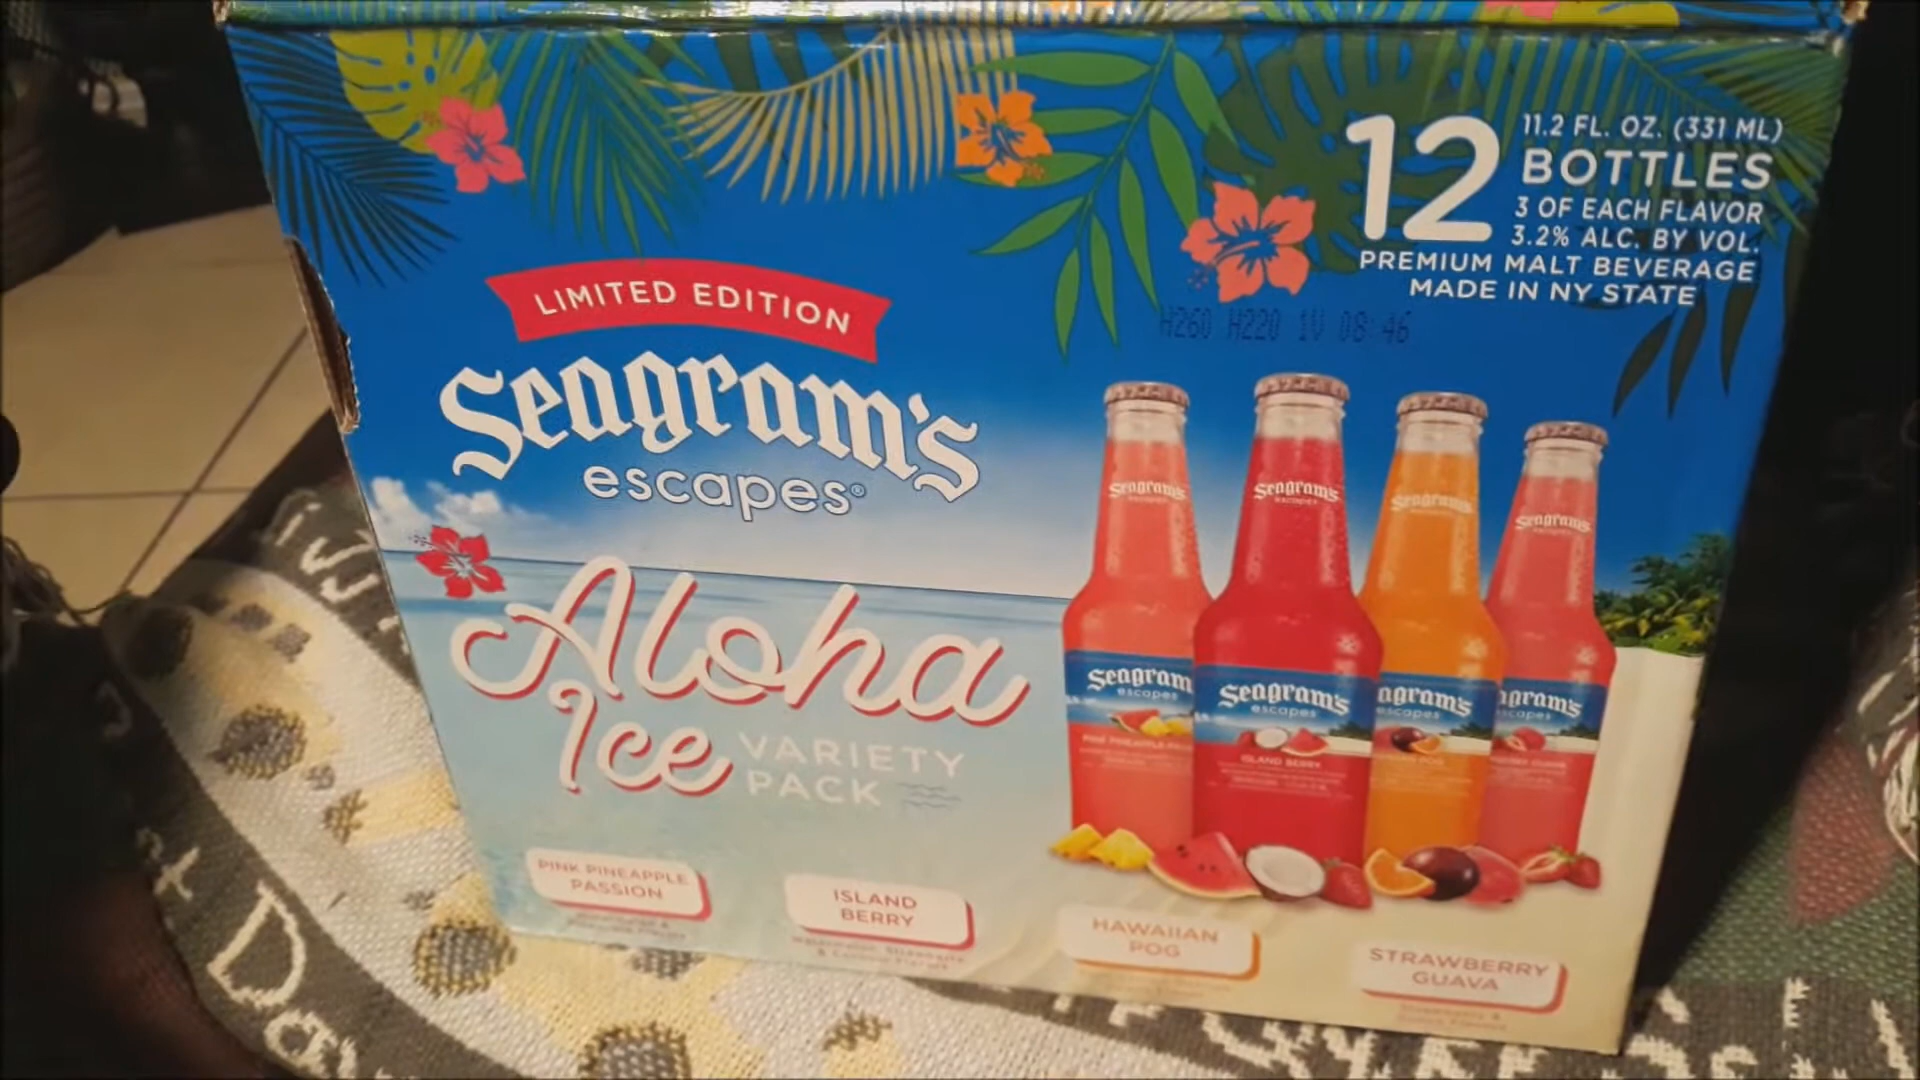 12
11.2 FL. OZ. (331 ML)
BOTTLES
3 OF EACH FLAVOR
3.2% ALC. BY VOL.
PREMIUM MALT BEVERAGE
MADE IN NY STATE
H260 H220 1V 08:46
LIMITED EDITION
Seagram's
escapes®
Aloha
Ice
VARIETY
PACK
Seagram's
Seagram's
Seagram's
Seagram's
Seagram
escapes
Seagram's
escapes
ISLAND BERRY
agram's
scapes
agram's
scapes
PINK PINEAPPLE
PASSION
ISLAND
BERRY
HAWAIIAN
POG
STRAWBERRY
GUAVA